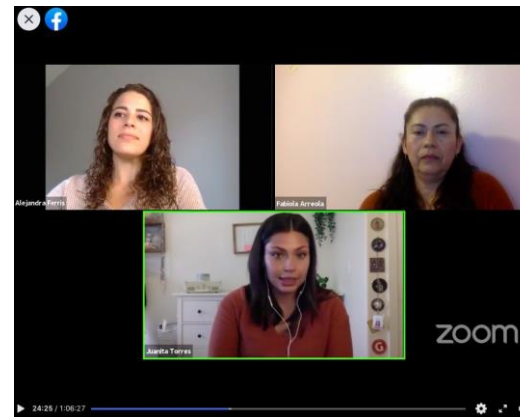 Alejandra Ferris
Fabiola Arreola
Juanita Torres
zoom
24:25 / 1:06:27